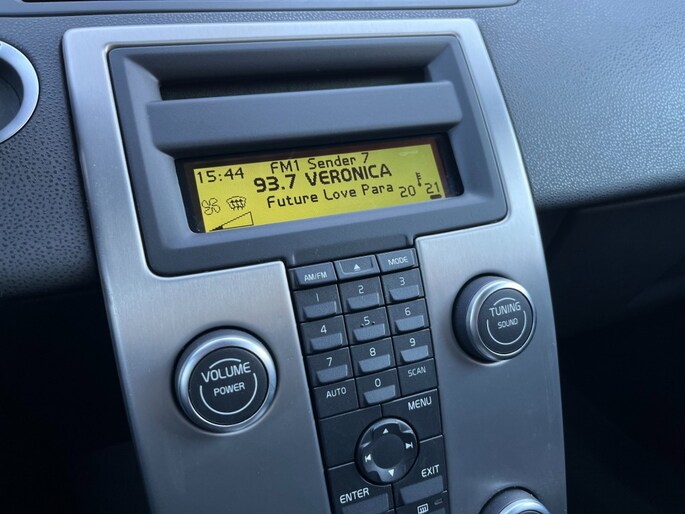 FM1 Sender 7
15:44
93.7 VERONICA
Future Love Para
20 21
AM/FM
MODE
1 2 3
4 5 6
7 8 9
AUTO 0 SCAN
MENU
ENTER EXIT
VOLUME
POWER
TUNING
SOUND